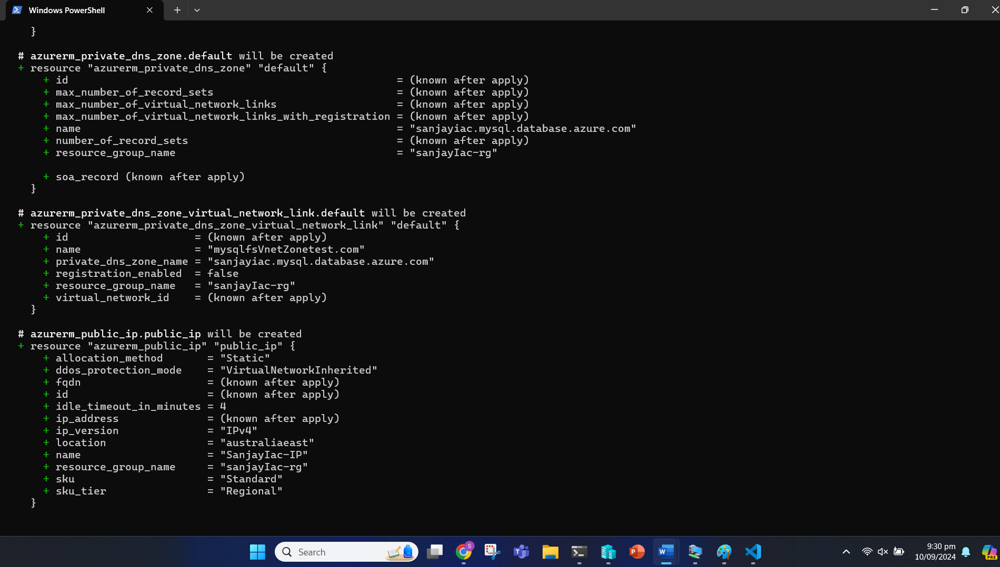 Windows PowerShell
}
# azurerm_private_dns_zone.default will be created
+ resource "azurerm_private_dns_zone" "default" {
+ id = (known after apply)
+ max_number_of_record_sets = (known after apply)
+ max_number_of_virtual_network_links = (known after apply)
+ max_number_of_virtual_network_links_with_registration = (known after apply)
+ name = "sanjayiac.mysql.database.azure.com"
+ number_of_record_sets = (known after apply)
+ resource_group_name = "sanjayIac-rg"
+ soa_record (known after apply)
}
# azurerm_private_dns_zone_virtual_network_link.default will be created
+ resource "azurerm_private_dns_zone_virtual_network_link" "default" {
+ id = (known after apply)
+ name = "mysqlfsVnetZonetest.com"
+ private_dns_zone_name = "sanjayiac.mysql.database.azure.com"
+ registration_enabled = false
+ resource_group_name = "sanjayIac-rg"
+ virtual_network_id = (known after apply)
}
# azurerm_public_ip.public_ip will be created
+ resource "azurerm_public_ip" "public_ip" {
+ allocation_method = "Static"
+ ddos_protection_mode = "VirtualNetworkInherited"
+ fqdn = (known after apply)
+ id = (known after apply)
+ idle_timeout_in_minutes = 4
+ ip_address = (known after apply)
+ ip_version = "IPv4"
+ location = "australiaeast"
+ name = "SanjayIac-IP"
+ resource_group_name = "sanjayIac-rg"
+ sku = "Standard"
+ sku_tier = "Regional"
}
Search
S
T
P
W
9:30 pm
10/09/2024
PRE